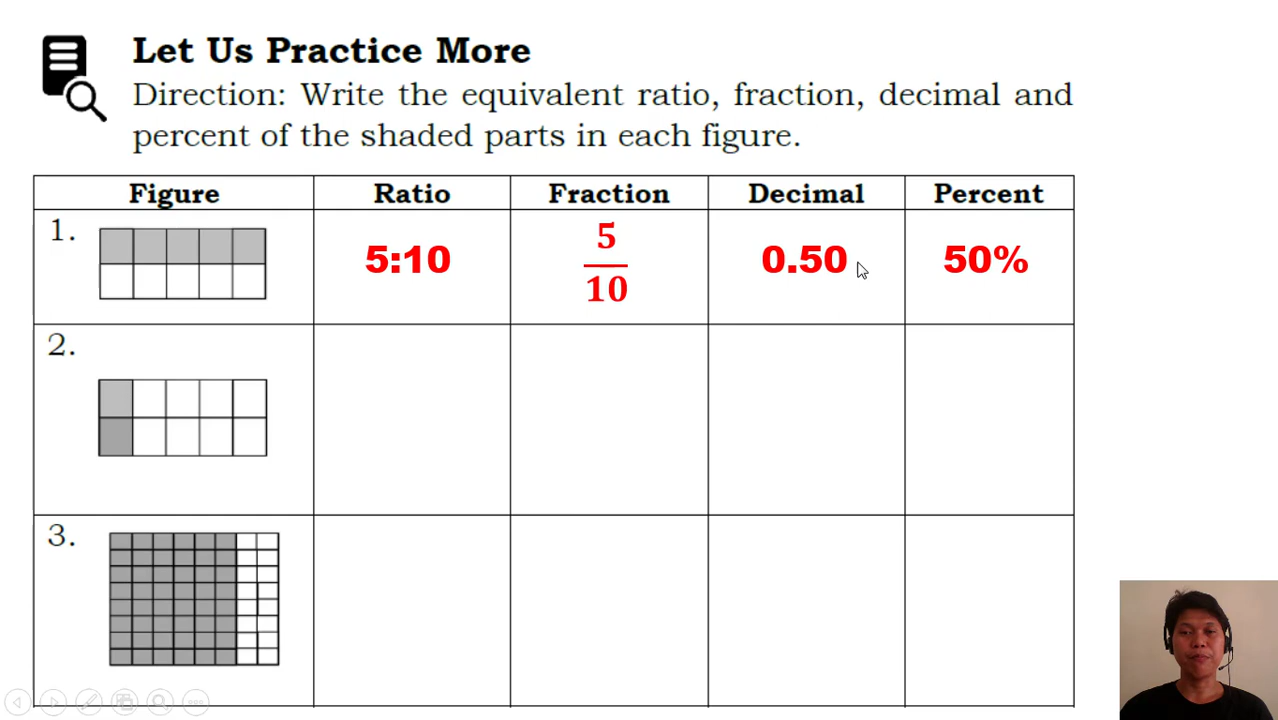 Let Us Practice More
Direction: Write the equivalent ratio, fraction, decimal and
percent of the shaded parts in each figure.
Figure Ratio Fraction Decimal Percent
1. 5:10 5/10 0.50 50%
2.
3.